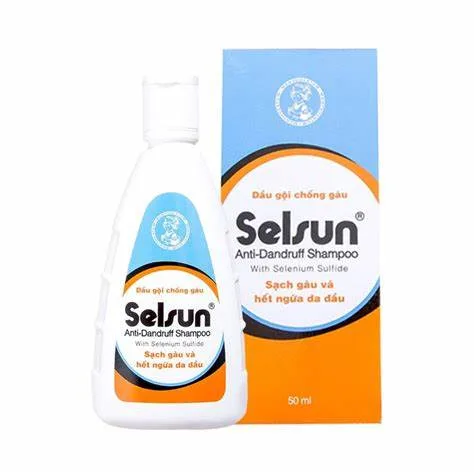 Dầu gội chống gàu
Selsun®
Anti-Dandruff Shampoo
With Selenium Sulfide
Sạch gàu và
hết ngứa da đầu
Dầu gội chống gàu
Selsun®
Anti-Dandruff Shampoo
With Selenium Sulfide
Sạch gàu và
hết ngứa da đầu
50 ml